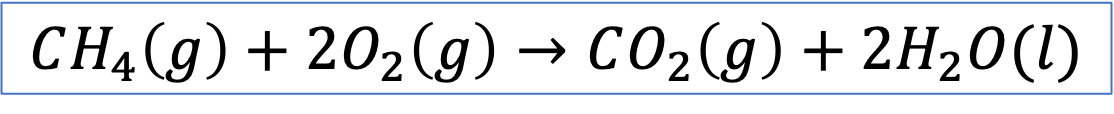 CH₄(g) + 2O₂(g) → CO₂(g) + 2H₂O(l)